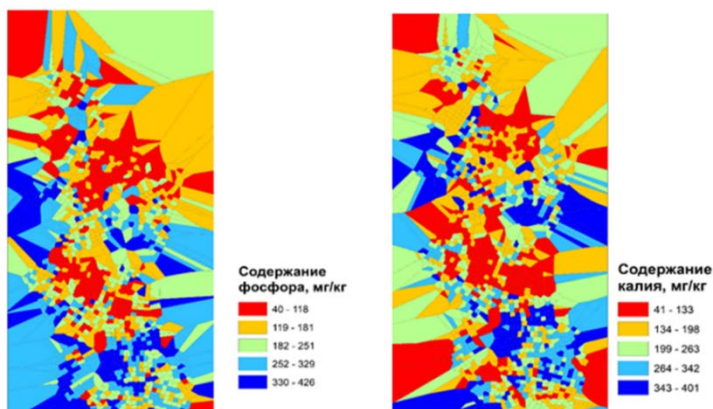 Содержание
фосфора, мг/кг
40 - 118
119 - 181
182 - 251
252 - 329
330 - 426
Содержание
калия, мг/кг
41 - 133
134 - 198
199 - 263
264 - 342
343 - 401